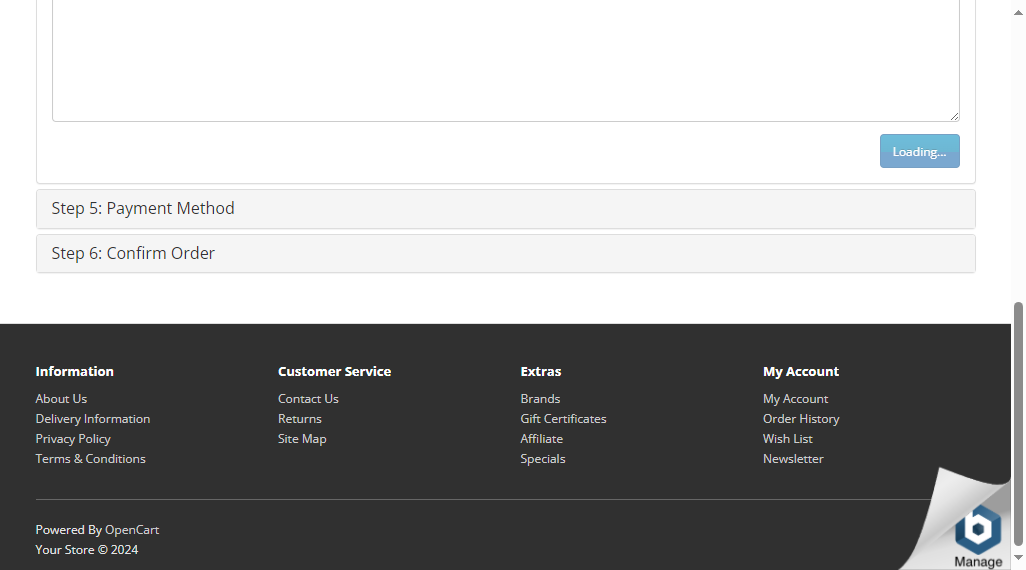 Loading...
Step 5: Payment Method
Step 6: Confirm Order
Information
About Us
Delivery Information
Privacy Policy
Terms & Conditions
Customer Service
Contact Us
Returns
Site Map
Extras
Brands
Gift Certificates
Affiliate
Specials
My Account
My Account
Order History
Wish List
Newsletter
Powered By OpenCart
Your Store © 2024
b
Manage